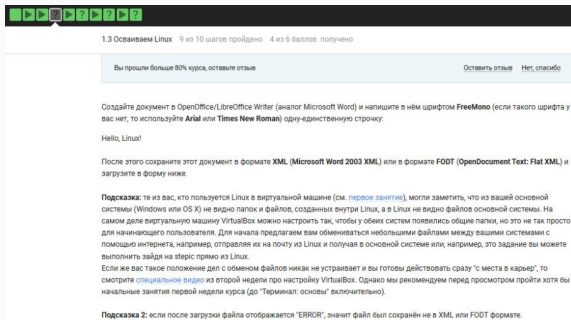 1.3 Осваиваем Linux 9 из 10 шагов пройдено 4 из 6 баллов получено
Вы прошли больше 80% курса, оставьте отзыв Оставить отзыв Нет, спасибо
Создайте документ в OpenOffice/LibreOffice Writer (аналог Microsoft Word) и напишите в нём шрифтом FreeMono (если такого шрифта у
вас нет, то используйте Arial или Times New Roman) одну-единственную строчку:
Hello, Linux!
После этого сохраните этот документ в формате XML (Microsoft Word 2003 XML) или в формате FODT (OpenDocument Text: Flat XML) и
загрузите в форму ниже.
Подсказка: те из вас, кто пользуется Linux в виртуальной машине (см. первое занятие), могли заметить, что из вашей основной
системы (Windows или OS X) не видно папок и файлов, созданных внутри Linux, а в Linux не видно файлов основной системы. На
самом деле виртуальную машину VirtualBox можно настроить так, чтобы у обеих систем появились общие папки, но это не так просто
для начинающего пользователя. Для начала предлагаем вам обмениваться небольшими файлами между вашими системами с
помощью интернета, например, отправляя их на почту из Linux и получая в основной системе или, например, это задание вы можете
выполнить зайдя на stepic прямо из Linux.
Если же вас такое положение дел с обменом файлов никак не устраивает и вы готовы действовать сразу "с места в карьер", то
смотрите специальное видео из второй недели про настройку VirtualBox. Однако мы рекомендуем перед просмотром пройти хотя бы
начальные занятия первой недели курса (до "Терминал: основы" включительно).
Подсказка 2: если после загрузки файла отображается "ERROR", значит файл был сохранён не в XML или FODT формате.